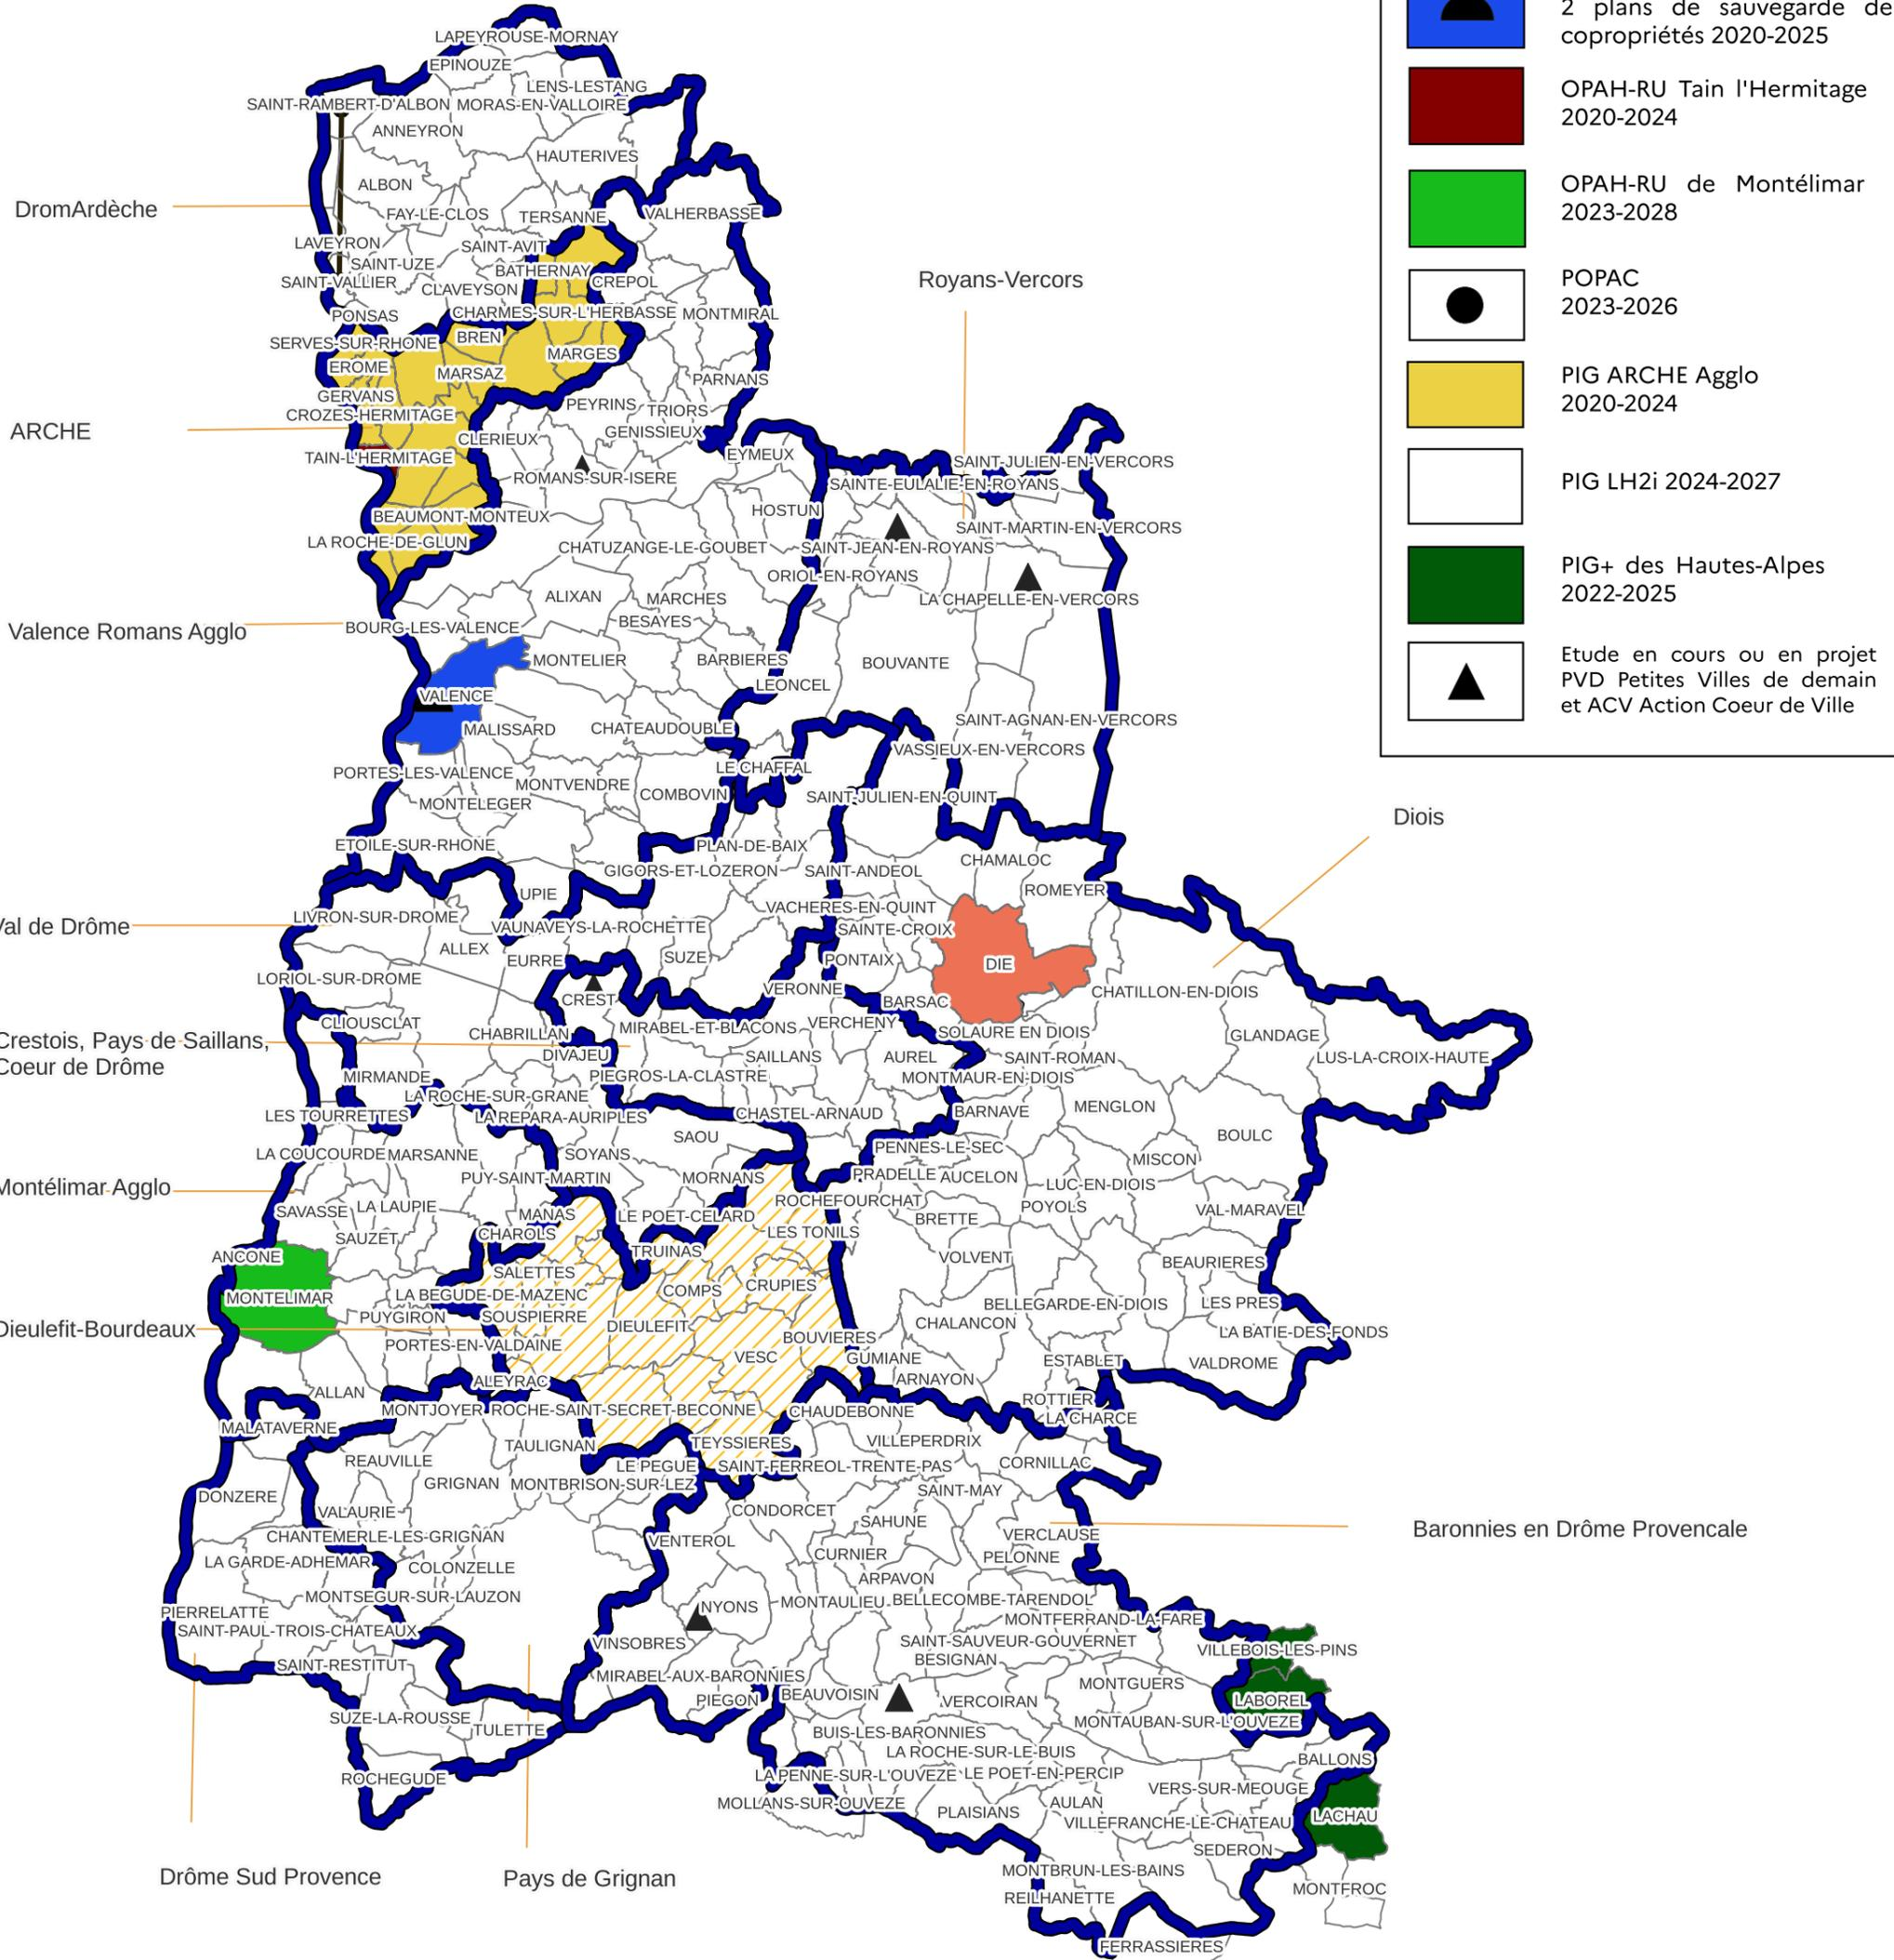 2 plans de sauvegarde de
copropriétés 2020-2025
OPAH-RU Tain l'Hermitage
2020-2024
OPAH-RU de Montélimar
2023-2028
POPAC
2023-2026
PIG ARCHE Agglo
2020-2024
PIG LH2i 2024-2027
PIG+ des Hautes-Alpes
2022-2025
Etude en cours ou en projet
PVD Petites Villes de demain
et ACV Action Coeur de Ville
LAPEYROUSE-MORNAY
EPINOUZE
LENS-LESTANG
SAINT-RAMBERT-D'ALBON
MORAS-EN-VALLOIRE
ANNEYRON
HAUTERIVES
ALBON
DromArdèche
FAY-LE-CLOS
TERSANNE
VALHERBASSE
LAVEYRON
SAINT-AVIT
SAINT-UZE
BATHERNAY
SAINT-VALLIER
CLAVEYSON
CREPOL
Royans-Vercors
PONSAS
CHARMES-SUR-L'HERBASSE
MONTMIRAL
SERVES-SUR-RHONE
BREN
EROME
MARGES
MARSAZ
PARNANS
GERVANS
CROZES-HERMITAGE
PEYRINS
TRIORS
ARCHE
CLERIEUX
GENISSIEUX
TAIN-L'HERMITAGE
EYMEUX
SAINT-JULIEN-EN-VERCORS
ROMANS-SUR-ISERE
SAINTE-EULALIE-EN-ROYANS
BEAUMONT-MONTEUX
HOSTUN
SAINT-MARTIN-EN-VERCORS
LA ROCHE-DE-GLUN
CHATUZANGE-LE-GOUBET
SAINT-JEAN-EN-ROYANS
ORIOL-EN-ROYANS
ALIXAN
MARCHES
LA CHAPELLE-EN-VERCORS
Valence Romans Agglo
BOURG-LES-VALENCE
BESAYES
MONTELIER
BARBIERES
BOUVANTE
VALENCE
LEONCEL
MALISSARD
CHATEAUDOUBLE
SAINT-AGNAN-EN-VERCORS
VASSIEUX-EN-VERCORS
PORTES-LES-VALENCE
MONTVENDRE
LE CHAFFAL
MONTELEGER
COMBOVIN
SAINT-JULIEN-EN-QUINT
Diois
ETOILE-SUR-RHONE
PLAN-DE-BAIX
CHAMALOC
GIGORS-ET-LOZERON
SAINT-ANDEOL
ROMEYER
UPIE
VACHERES-EN-QUINT
LIVRON-SUR-DROME
Val de Drôme
VAUNAVEYS-LA-ROCHETTE
SAINTE-CROIX
ALLEX
EURRE
SUZE
PONTAIX
DIE
LORIOL-SUR-DROME
CREST
VERONNE
BARSAC
CHATILLON-EN-DIOIS
CLIOUSCLAT
CHABRILLAN
MIRABEL-ET-BLACONS
VERCHENY
SOLAURE EN DIOIS
GLANDAGE
Crestois, Pays de Saillans,
Coeur de Drôme
DIVAJEU
SAILLANS
AUREL
SAINT-ROMAN
LUS-LA-CROIX-HAUTE
MIRMANDE
PIEGROS-LA-CLASTRE
MONTMAUR-EN-DIOIS
LA ROCHE-SUR-GRANE
LES TOURRETTES
LA REPARA-AURIPLES
CHASTEL-ARNAUD
BARNAVE
MENGLON
SAOU
BOULC
LA COUCOURDE
MARSANNE
SOYANS
PENNES-LE-SEC
MISCON
PUY-SAINT-MARTIN
MORNANS
PRADELLE
AUCELON
LUC-EN-DIOIS
Montélimar Agglo
ROCHEFOURCHAT
SAVASSE
LA LAUPIE
MANAS
LE POET-CELARD
BRETTE
POYOLS
VAL-MARAVEL
SAUZET
CHAROLS
LES TONILS
ANCONE
TRUINAS
VOLVENT
BEAURIERES
SALETTES
COMPS
CRUPIES
MONTELIMAR
LA BEGUDE-DE-MAZENC
BELLEGARDE-EN-DIOIS
LES PRES
PUYGIRON
SOUSPIERRE
Dieulefit-Bourdeaux
DIEULEFIT
CHALANCON
LA BATIE-DES-FONDS
PORTES-EN-VALDAINE
BOUVIERES
VESC
GUMIANE
ESTABLET
VALDROME
ALEYRAC
ARNAYON
ALLAN
ROTTIER
MONTJOYER
ROCHE-SAINT-SECRET-BECONNE
CHAUDEBONNE
LA CHARCE
MALATAVERNE
TAULIGNAN
TEYSSIERES
VILLEPERDRIX
REAUVILLE
LE PEGUE
SAINT-FERREOL-TRENTE-PAS
CORNILLAC
GRIGNAN
MONTBRISON-SUR-LEZ
SAINT-MAY
DONZERE
VALAURIE
CONDORCET
SAHUNE
CHANTEMERLE-LES-GRIGNAN
VENTEROL
VERCLAUSE
Baronnies en Drôme Provencale
LA GARDE-ADHEMAR
COLONZELLE
CURNIER
PELONNE
ARPAVON
MONTSEGUR-SUR-LAUZON
NYONS
MONTAULIEU
BELLECOMBE-TARENDOL
PIERRELATTE
MONTFERRAND-LA-FARE
SAINT-PAUL-TROIS-CHATEAUX
VINSOBRES
SAINT-SAUVEUR-GOUVERNET
VILLEBOIS-LES-PINS
SAINT-RESTITUT
BESIGNAN
MIRABEL-AUX-BARONNIES
MONTGUERS
PIEGON
BEAUVOISIN
VERCOIRAN
LABOREL
SUZE-LA-ROUSSE
MONTAUBAN-SUR-L'OUVEZE
TULETTE
BUIS-LES-BARONNIES
LA ROCHE-SUR-LE-BUIS
BALLONS
ROCHEGUDE
LA PENNE-SUR-L'OUVEZE
LE POET-EN-PERCIP
VERS-SUR-MEOUGE
MOLLANS-SUR-OUVEZE
PLAISIANS
AULAN
LACHAU
VILLEFRANCHE-LE-CHATEAU
SEDERON
Drôme Sud Provence
Pays de Grignan
MONTBRUN-LES-BAINS
MONTFROC
REILHANETTE
FERRASSIERES